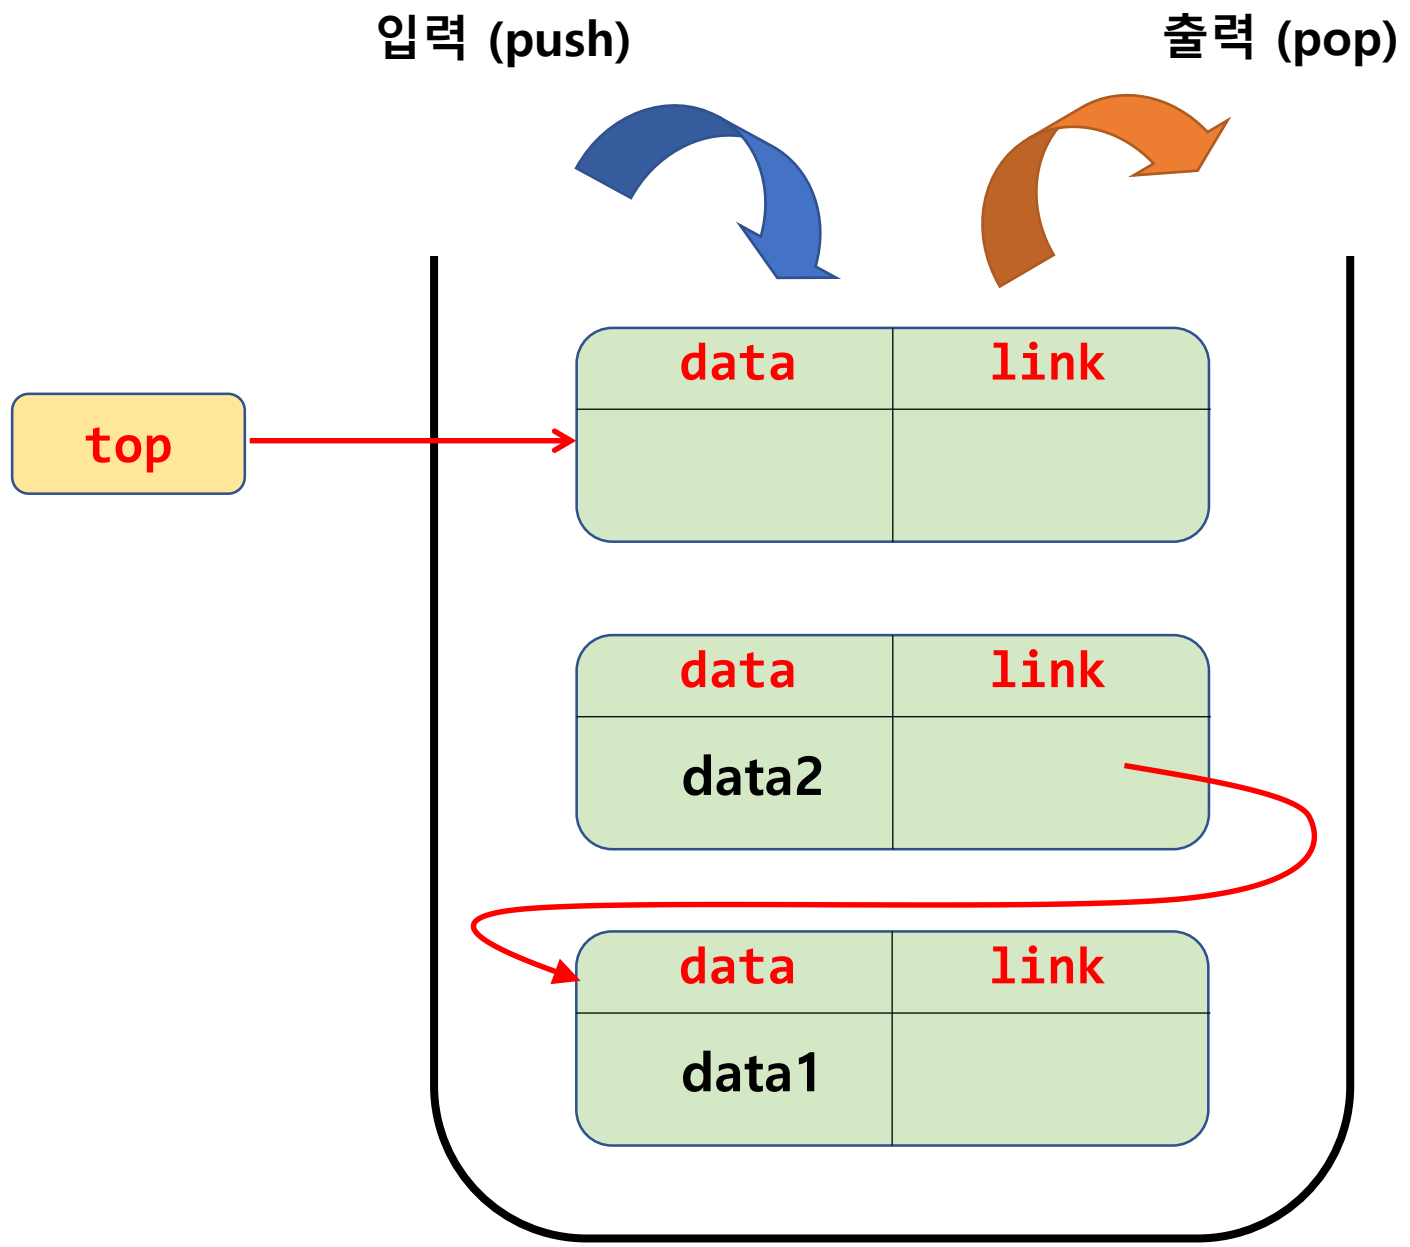 입력 (push)
출력 (pop)
data link
top
data link
data2
data link
data1